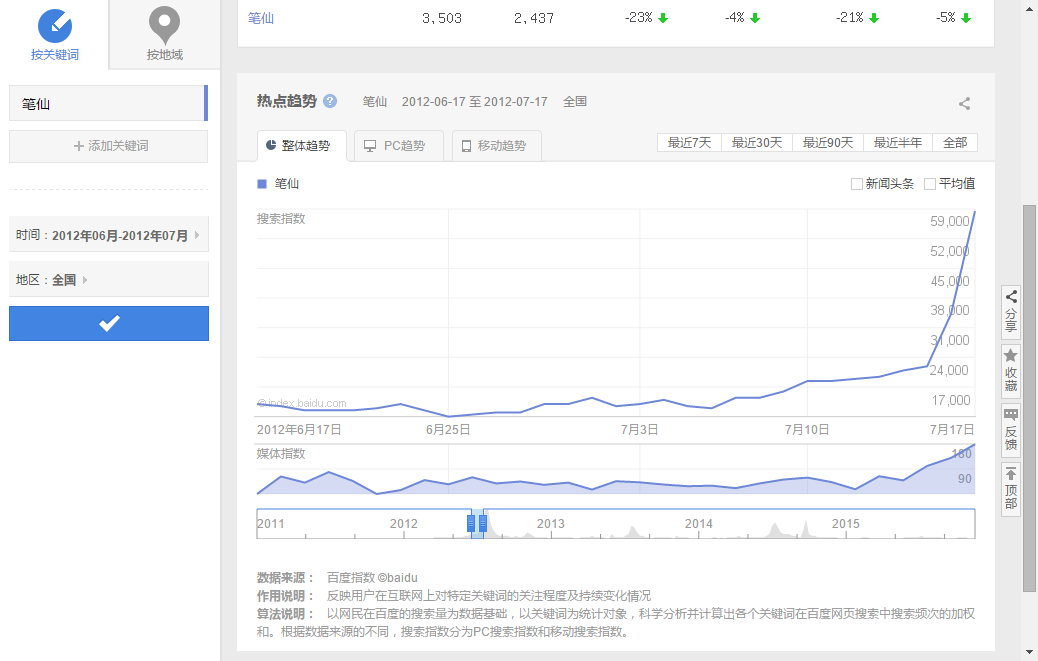 按关键词
按地域
笔仙
+ 添加关键词
时间：2012年06月-2012年07月
地区：全国
笔仙 3,503 2,437 -23% -4% -21% -5%
热点趋势 ? 笔仙 2012-06-17 至 2012-07-17 全国
整体趋势 PC趋势 移动趋势
最近7天 最近30天 最近90天 最近半年 全部
笔仙
新闻头条 平均值
搜索指数
59,000
52,000
45,000
38,000
31,000
24,000
17,000
©index.baidu.com
2012年6月17日 6月25日 7月3日 7月10日 7月17日
媒体指数
180
90
2011 2012 2013 2014 2015
数据来源： 百度指数 ©baidu
作用说明： 反映用户在互联网上对特定关键词的关注程度及持续变化情况
算法说明： 以网民在百度的搜索量为数据基础，以关键词为统计对象，科学分析并计算出各个关键词在百度网页搜索中搜索频次的加权
和。根据数据来源的不同，搜索指数分为PC搜索指数和移动搜索指数。
分享
收藏
反馈
顶部